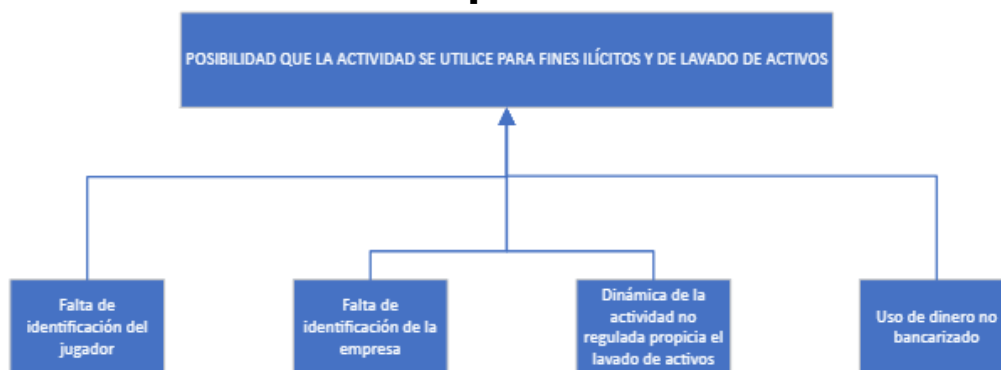 POSIBILIDAD QUE LA ACTIVIDAD SE UTILICE PARA FINES ILÍCITOS Y DE LAVADO DE ACTIVOS
Falta de
identificación del
jugador
Falta de
identificación de la
empresa
Dinámica de la
actividad no
regulada propicia el
lavado de activos
Uso de dinero no
bancarizado